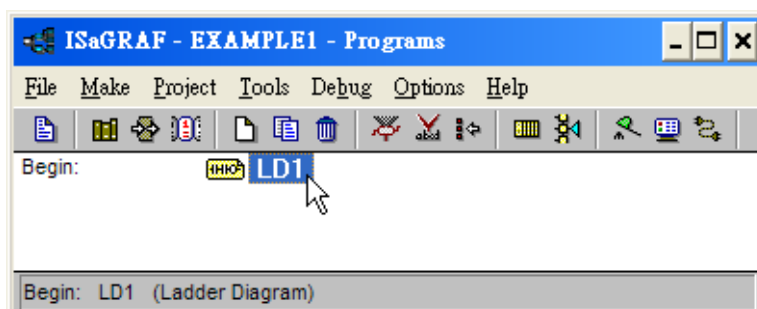 ISaGRAF - EXAMPLE1 - Programs
File Make Project Tools Debug Options Help
Begin: LD1
Begin: LD1 (Ladder Diagram)